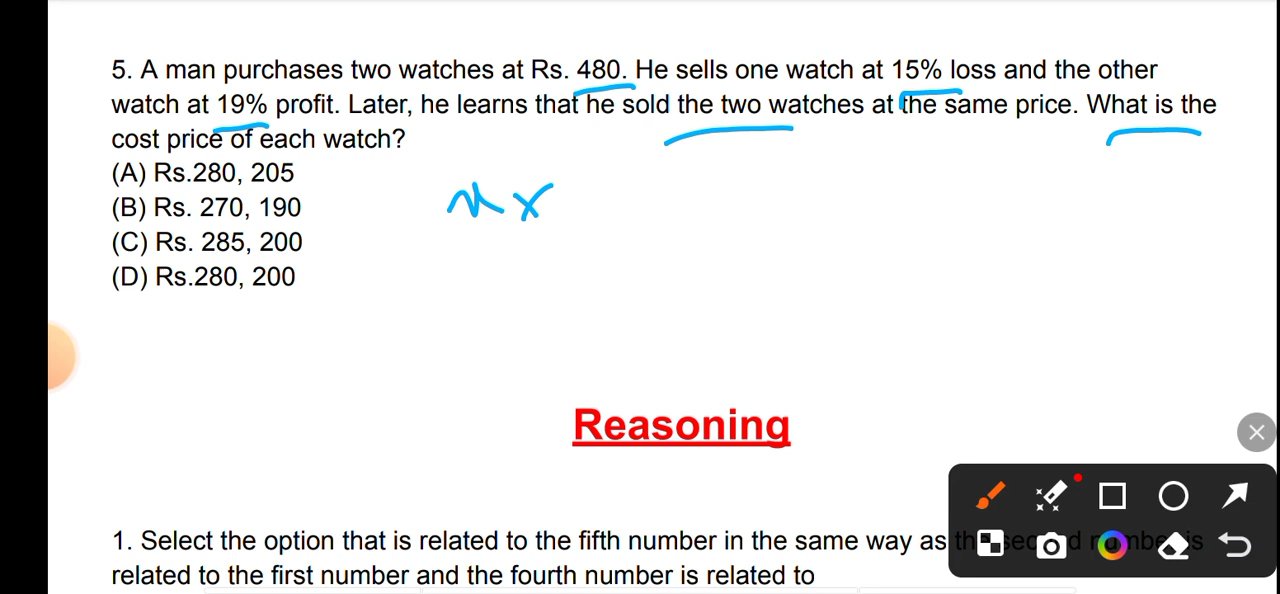 5. A man purchases two watches at Rs. 480. He sells one watch at 15% loss and the other
watch at 19% profit. Later, he learns that he sold the two watches at the same price. What is the
cost price of each watch?
(A) Rs.280, 205
(B) Rs. 270, 190
(C) Rs. 285, 200
(D) Rs.280, 200
Reasoning
1. Select the option that is related to the fifth number in the same way as the second number is
related to the first number and the fourth number is related to